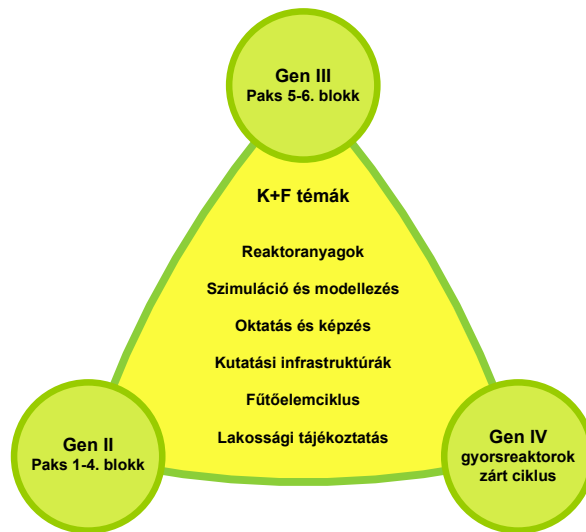 Gen III
Paks 5-6. blokk
K+F témák
Reaktoranyagok
Szimuláció és modellezés
Oktatás és képzés
Kutatási infrastruktúrák
Fűtőelemciklus
Lakossági tájékoztatás
Gen II
Paks 1-4. blokk
Gen IV
gyorsreaktorok
zárt ciklus